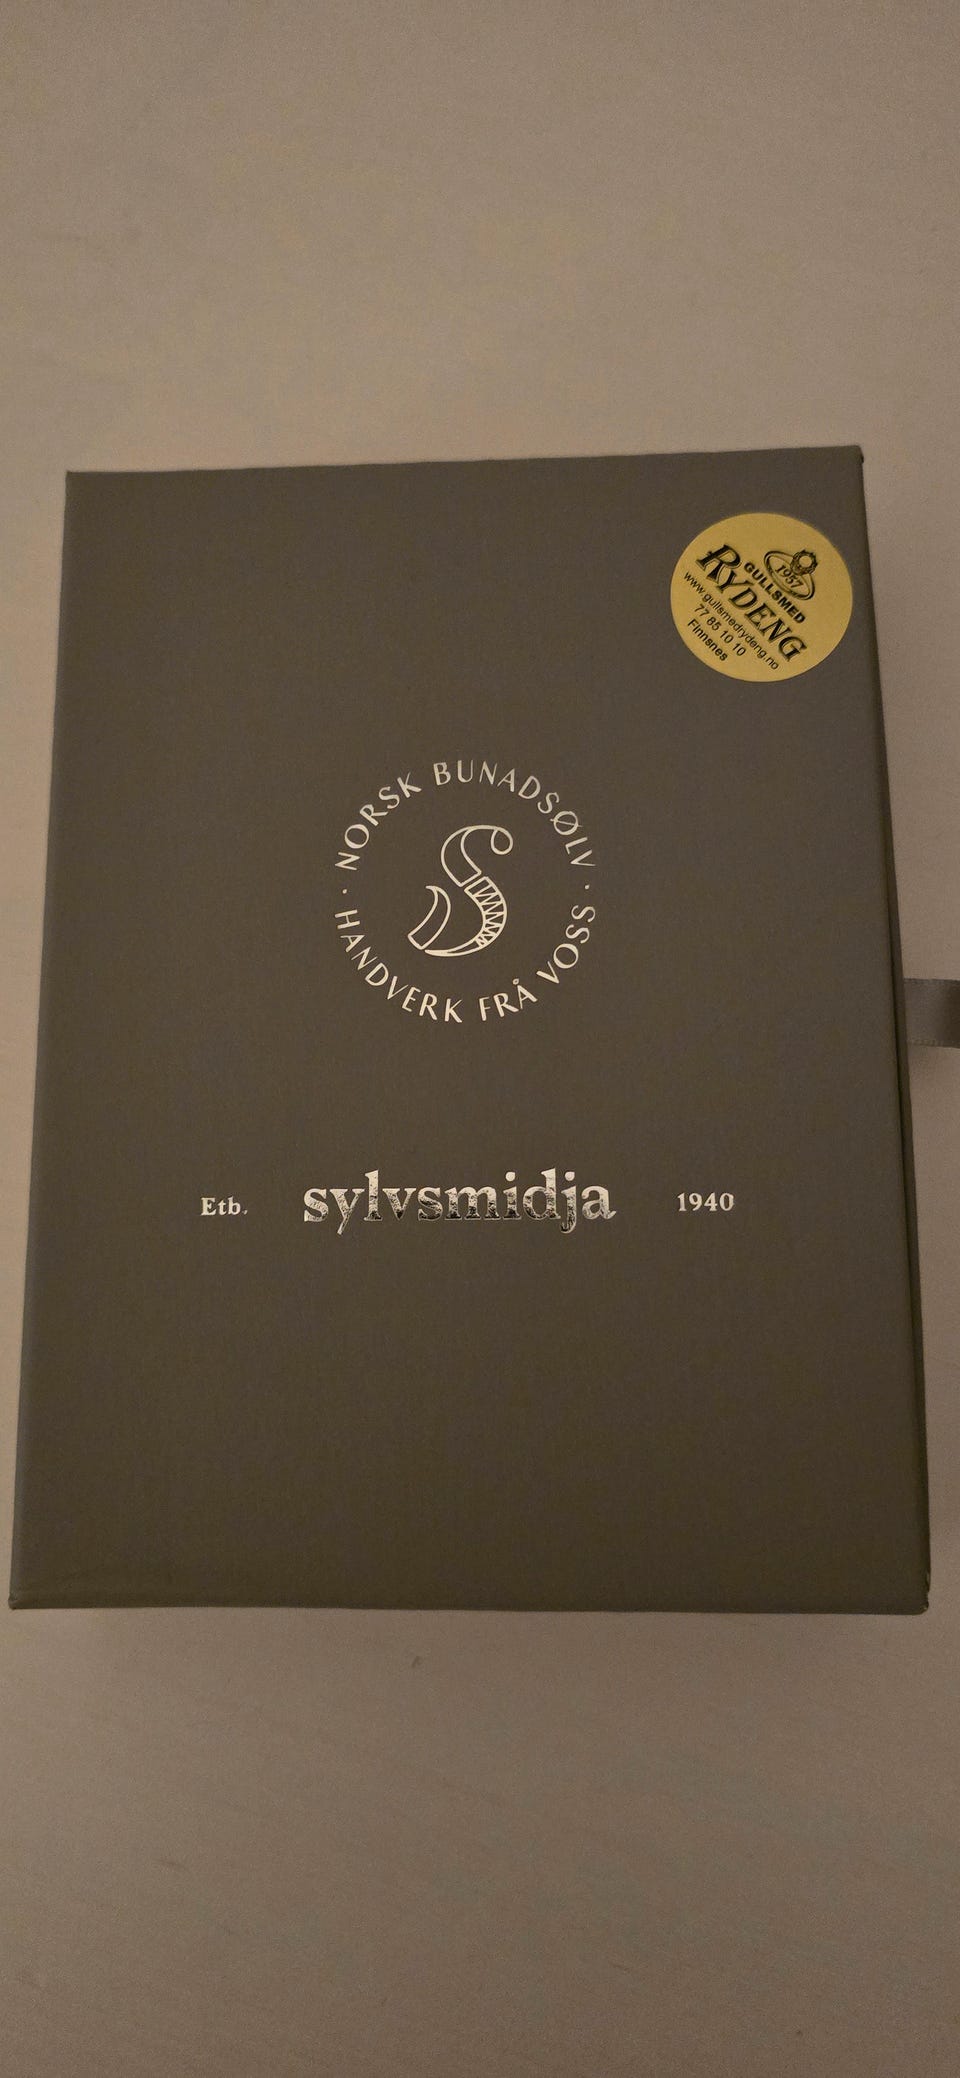 1957
GULLSMED
RYDENG
www.gullsmedrydeng.no
77 85 10 10
Finnsnes
· NORSK BUNADSØLV ·
HANDVERK FRÅ VOSS
Etb. sylvsmidja 1940